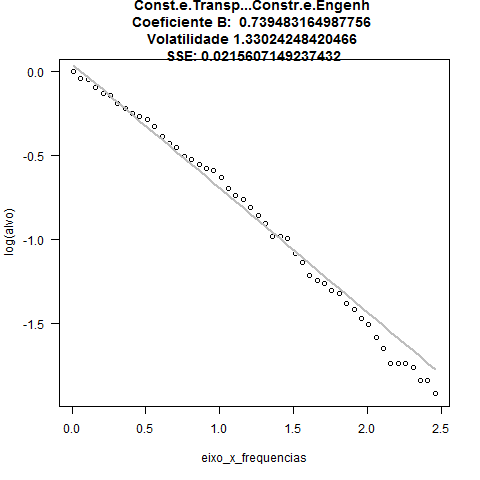 Const.e.Transp...Constr.e.Engenh
Coeficiente B:  0.739483164987756
Volatilidade 1.33024248420466
SSE: 0.0215607149237432
0.0
-0.5
-1.0
-1.5
log(alvo)
0.0 0.5 1.0 1.5 2.0 2.5
eixo_x_frequencias